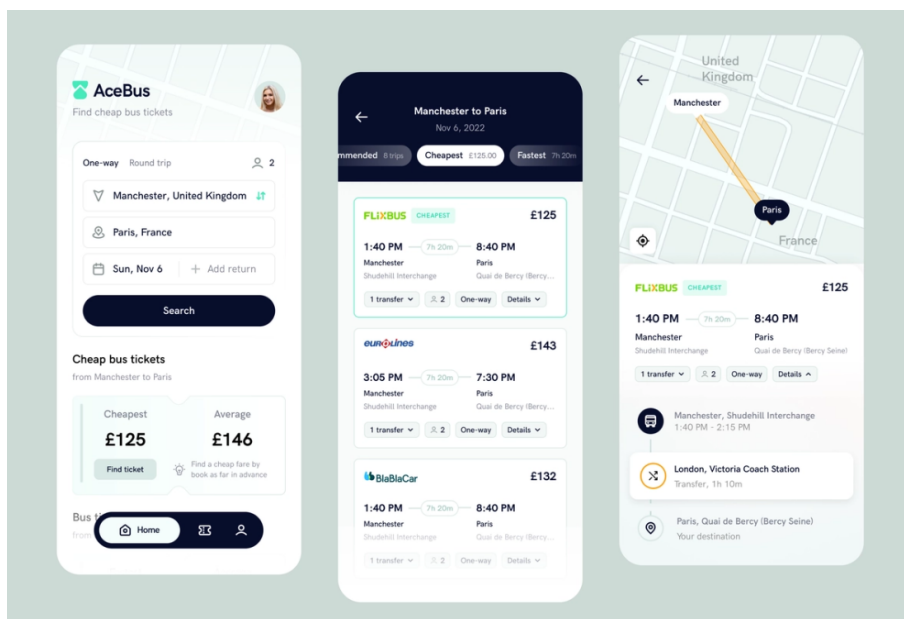 AceBus
Find cheap bus tickets
One-way Round trip 2
Manchester, United Kingdom
Paris, France
Sun, Nov 6 + Add return
Search
Cheap bus tickets
from Manchester to Paris
Cheapest Average
£125 £146
Find ticket
Find a cheap fare by
book as far in advance
Bus ti
from
Home
Manchester to Paris
Nov 6, 2022
mmended 8 trips Cheapest £125.00 Fastest 7h 20m
FLiXBUS CHEAPEST £125
1:40 PM 7h 20m 8:40 PM
Manchester Paris
Shudehill Interchange Quai de Bercy (Bercy...
1 transfer 2 One-way Details
eurolines £143
3:05 PM 7h 20m 7:30 PM
Manchester Paris
Shudehill Interchange Quai de Bercy (Bercy...
1 transfer 2 One-way Details
BlaBlaCar £132
1:40 PM 7h 20m 8:40 PM
Manchester Paris
Shudehill Interchange Quai de Bercy (Bercy...
1 transfer 2 One-way Details
United
Kingdom
Manchester
Paris
France
FLiXBUS CHEAPEST £125
1:40 PM 7h 20m 8:40 PM
Manchester Paris
Shudehill Interchange Quai de Bercy (Bercy Seine)
1 transfer 2 One-way Details
Manchester, Shudehill Interchange
1:40 PM - 2:15 PM
London, Victoria Coach Station
Transfer, 1h 10m
Paris, Quai de Bercy (Bercy Seine)
Your destination